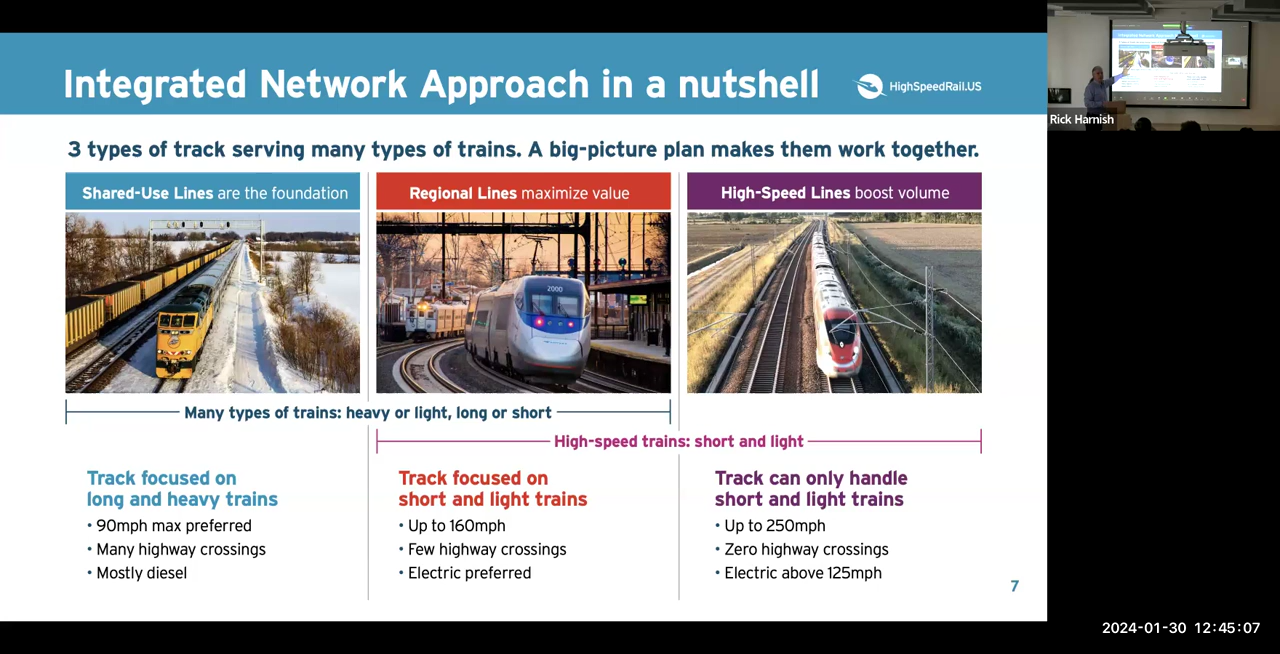 Integrated Network Approach in a nutshell
HighSpeedRail.US
3 types of track serving many types of trains. A big-picture plan makes them work together.
Shared-Use Lines are the foundation
Regional Lines maximize value
High-Speed Lines boost volume
2000
Many types of trains: heavy or light, long or short
High-speed trains: short and light
Track focused on
long and heavy trains
• 90mph max preferred
• Many highway crossings
• Mostly diesel
Track focused on
short and light trains
• Up to 160mph
• Few highway crossings
• Electric preferred
Track can only handle
short and light trains
• Up to 250mph
• Zero highway crossings
• Electric above 125mph
7
Rick Harnish
2024-01-30 12:45:07